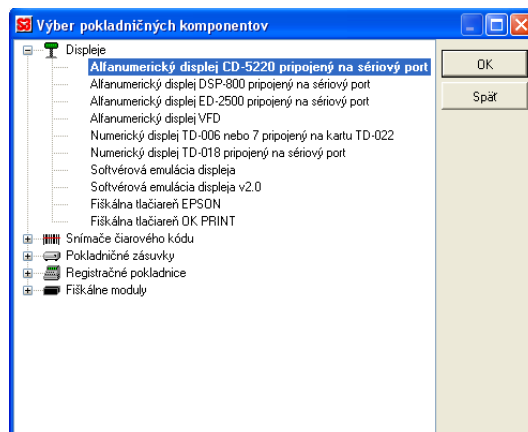 Výber pokladničných komponentov
Displeje
Alfanumerický displej CD-5220 pripojený na sériový port
Alfanumerický displej DSP-800 pripojený na sériový port
Alfanumerický displej ED-2500 pripojený na sériový port
Alfanumerický displej VFD
Numerický displej TD-006 nebo 7 pripojený na kartu TD-022
Numerický displej TD-018 pripojený na sériový port
Softvérová emulácia displeja
Softvérová emulácia displeja v2.0
Fiškálna tlačiareň EPSON
Fiškálna tlačiareň OK PRINT
Snímače čiarového kódu
Pokladničné zásuvky
Registračné pokladnice
Fiškálne moduly
OK
Späť